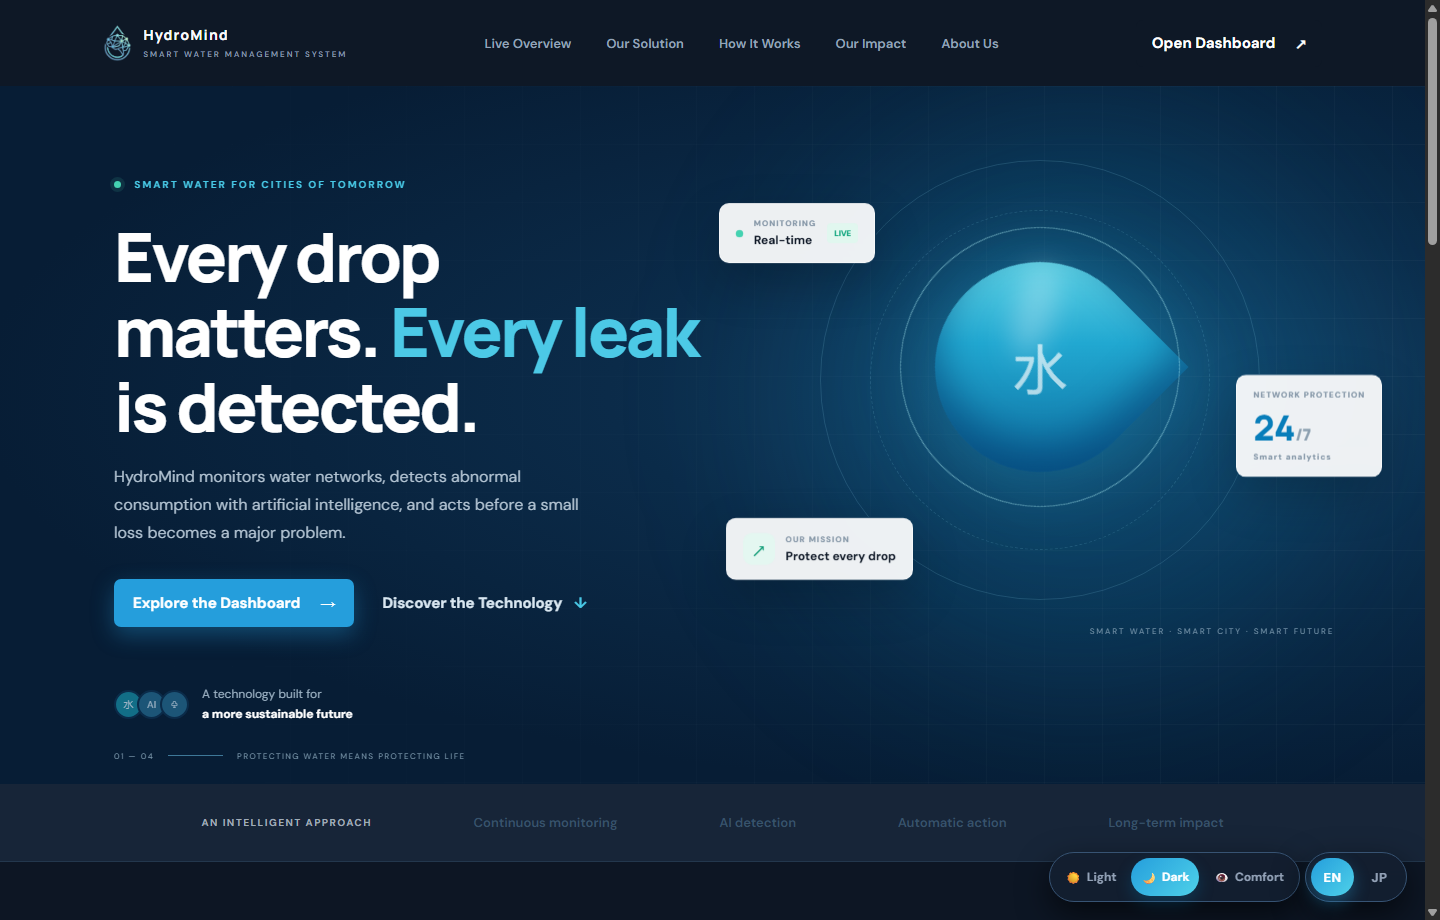 HydroMind
SMART WATER MANAGEMENT SYSTEM
Live Overview
Our Solution
How It Works
Our Impact
About Us
Open Dashboard ↗
SMART WATER FOR CITIES OF TOMORROW
Every drop
matters. Every leak
is detected.
HydroMind monitors water networks, detects abnormal
consumption with artificial intelligence, and acts before a small
loss becomes a major problem.
Explore the Dashboard →
Discover the Technology ↓
水
AI
A technology built for
a more sustainable future
01 — 04
PROTECTING WATER MEANS PROTECTING LIFE
MONITORING
Real-time
LIVE
水
NETWORK PROTECTION
24/7
Smart analytics
↗
OUR MISSION
Protect every drop
SMART WATER · SMART CITY · SMART FUTURE
AN INTELLIGENT APPROACH
Continuous monitoring
AI detection
Automatic action
Long-term impact
Light
Dark
Comfort
EN
JP